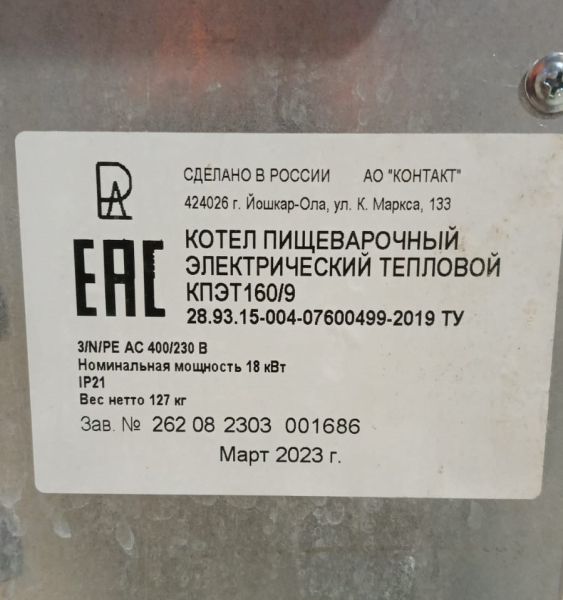 СДЕЛАНО В РОССИИ АО "КОНТАКТ"
424026 г. Йошкар-Ола, ул. К. Маркса, 133
ЕАС
КОТЕЛ ПИЩЕВАРОЧНЫЙ
ЭЛЕКТРИЧЕСКИЙ ТЕПЛОВОЙ
КПЭТ160/9
28.93.15-004-07600499-2019 ТУ
3/N/PE AC 400/230 В
Номинальная мощность 18 кВт
IP21
Вес нетто 127 кг
Зав. № 262 08 2303 001686
Март 2023 г.